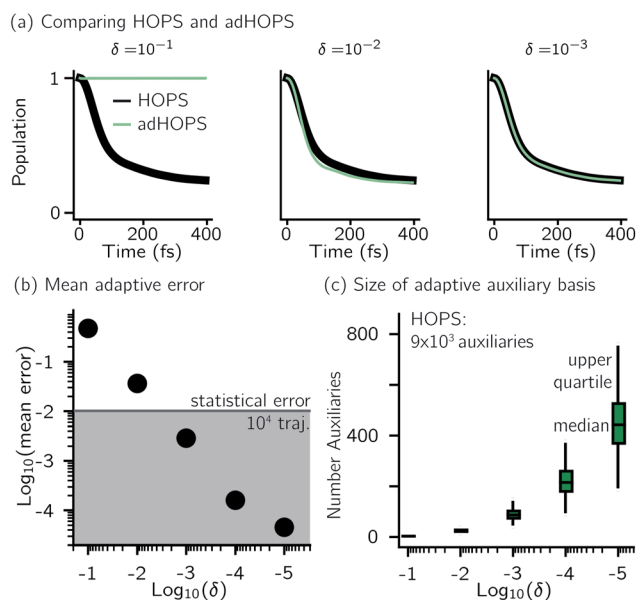 (a) Comparing HOPS and adHOPS
δ =10⁻¹ δ =10⁻² δ =10⁻³
Population
1
0
HOPS
adHOPS
0 200 400 0 200 400 0 200 400
Time (fs) Time (fs) Time (fs)
(b) Mean adaptive error
Log₁₀(mean error)
-1
-2
-3
-4
statistical error
10⁴ traj.
-1 -2 -3 -4 -5
Log₁₀(δ)
(c) Size of adaptive auxiliary basis
Number Auxiliaries
800
400
0
HOPS:
9x10³ auxiliaries
upper
quartile
median
-1 -2 -3 -4 -5
Log₁₀(δ)